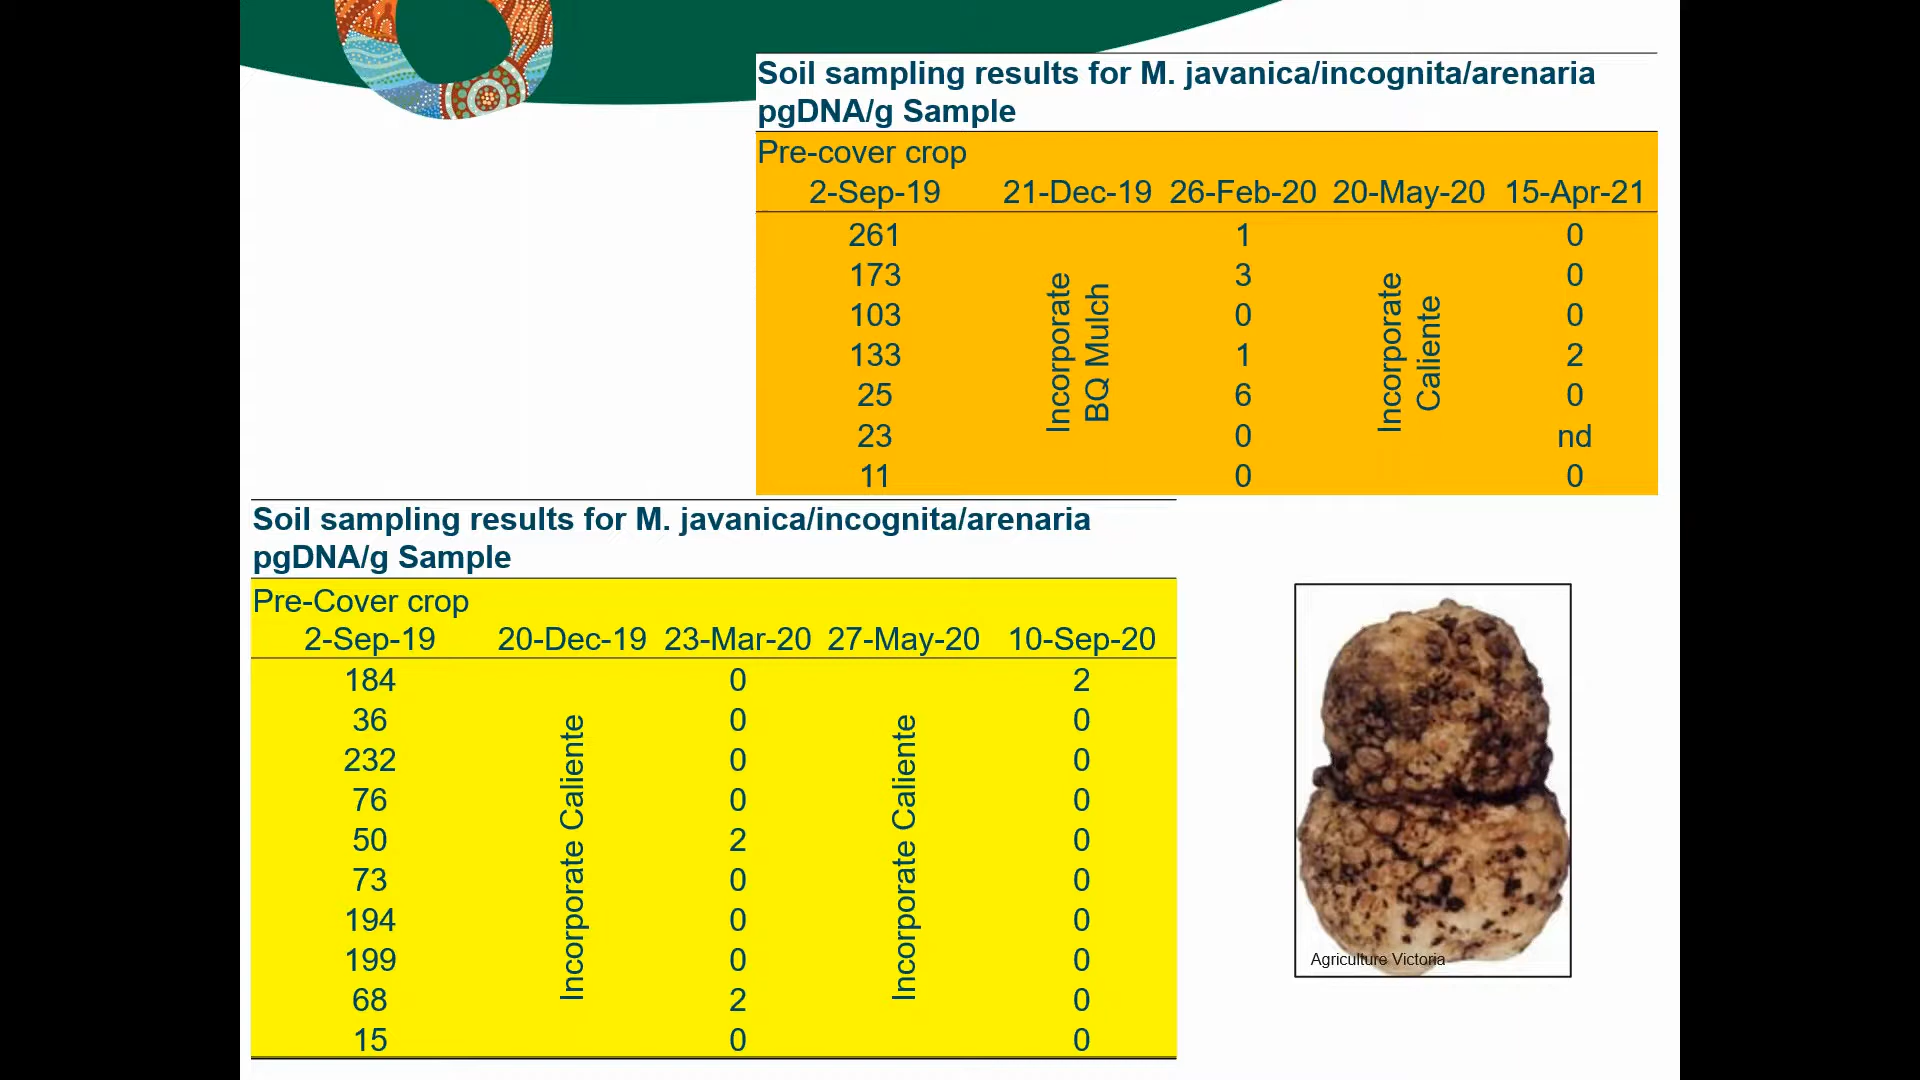 Soil sampling results for M. javanica/incognita/arenaria
pgDNA/g Sample
Pre-cover crop
2-Sep-19 21-Dec-19 26-Feb-20 20-May-20 15-Apr-21
261 1 0
173 3 0
103 0 0
133 1 2
25 6 0
23 0 nd
11 0 0
Incorporate
BQ Mulch
Incorporate
Caliente
Soil sampling results for M. javanica/incognita/arenaria
pgDNA/g Sample
Pre-Cover crop
2-Sep-19 20-Dec-19 23-Mar-20 27-May-20 10-Sep-20
184 0 2
36 0 0
232 0 0
76 0 0
50 2 0
73 0 0
194 0 0
199 0 0
68 2 0
15 0 0
Incorporate Caliente
Incorporate Caliente
Agriculture Victoria